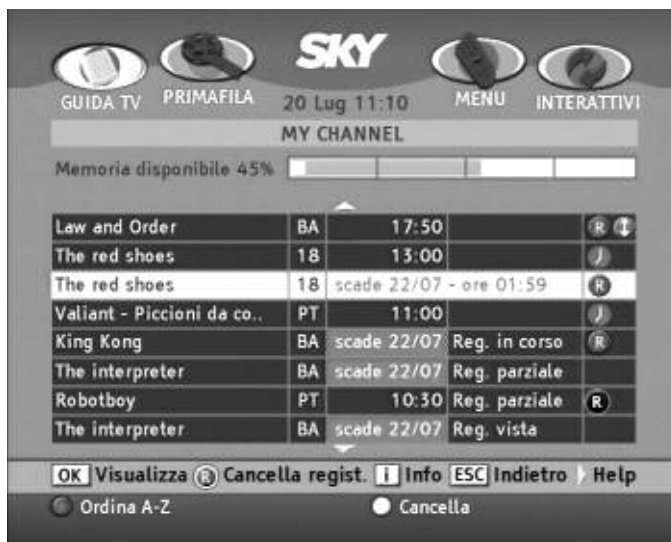 SKY
GUIDA TV PRIMAFILA 20 Lug 11:10 MENU INTERATTIVI
MY CHANNEL
Memoria disponibile 45%
Law and Order BA 17:50 R
The red shoes 18 13:00 J
The red shoes 18 scade 22/07 - ore 01:59 R
Valiant - Piccioni da co.. PT 11:00 J
King Kong BA scade 22/07 Reg. in corso R
The interpreter BA scade 22/07 Reg. parziale
Robotboy PT 10:30 Reg. parziale R
The interpreter BA scade 22/07 Reg. vista
OK Visualizza R Cancella regist. i Info ESC Indietro Help
Ordina A-Z Cancella